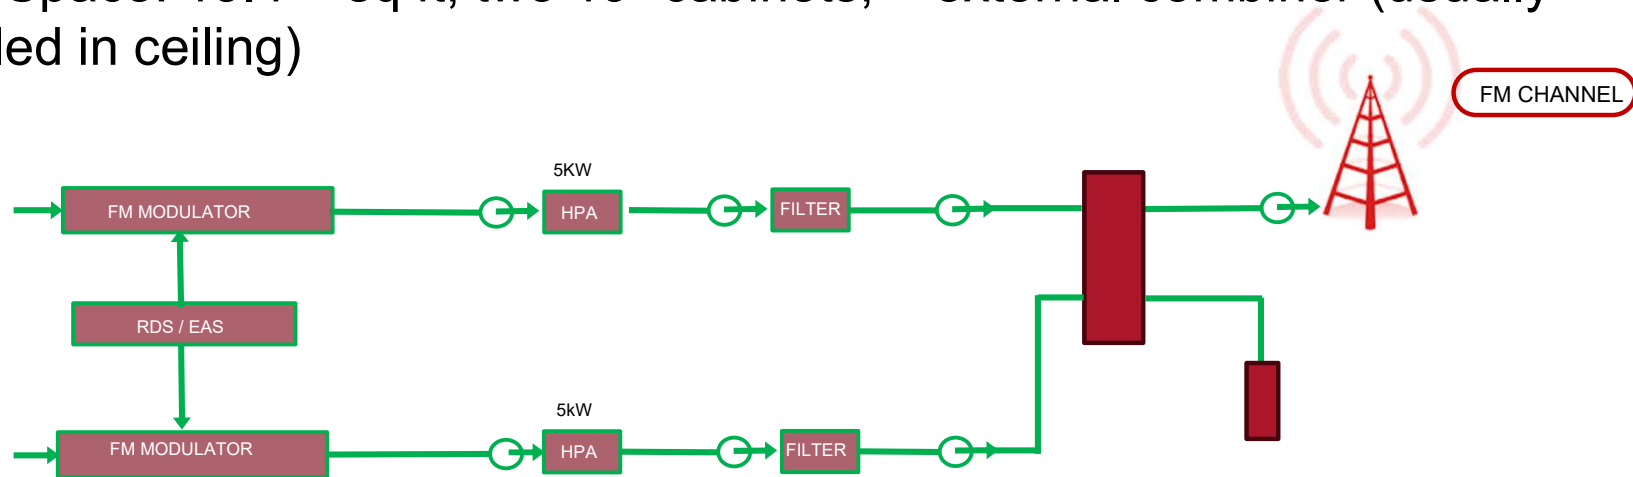 led in ceiling)
FM CHANNEL
5KW
FM MODULATOR
HPA
FILTER
RDS / EAS
5kW
FM MODULATOR
HPA
FILTER